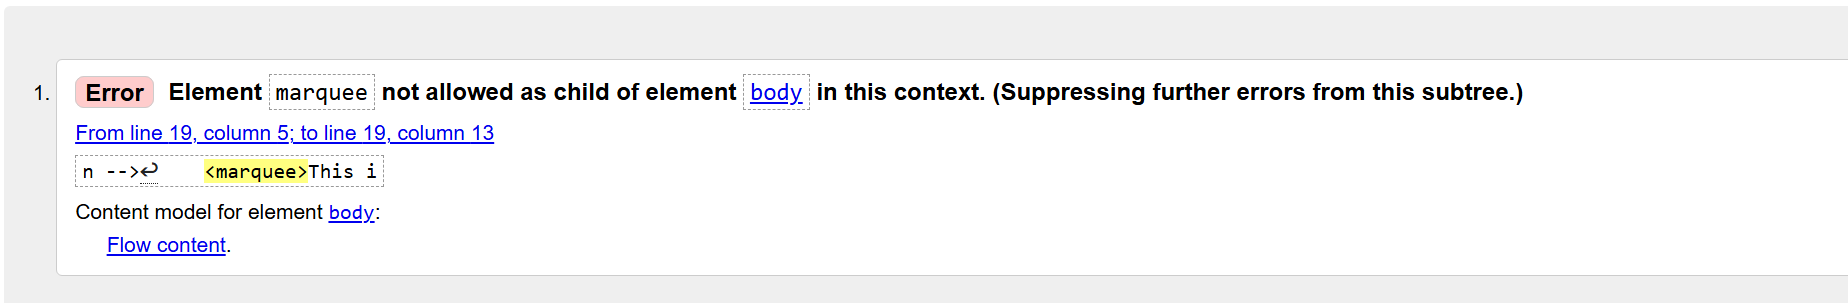 1. Error Element marquee not allowed as child of element body in this context. (Suppressing further errors from this subtree.)
From line 19, column 5; to line 19, column 13
n -->↩    <marquee>This i
Content model for element body:
Flow content.